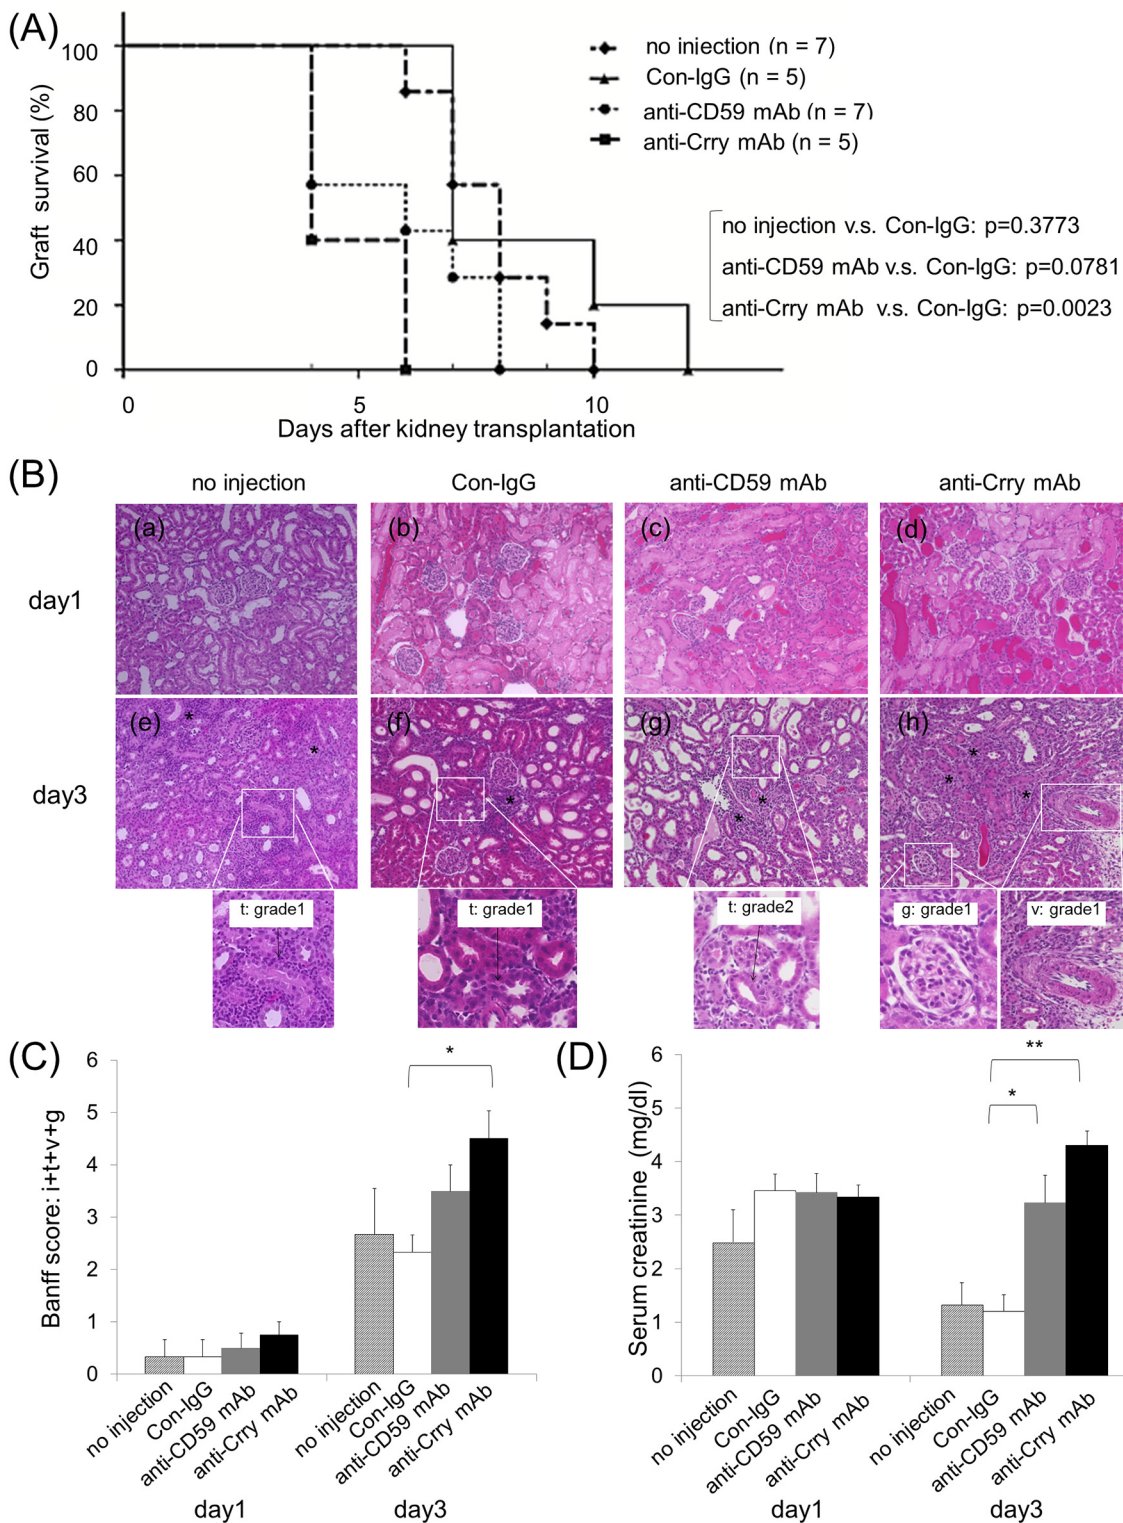 (A)
100
80
60
40
20
0
Graft survival (%)
0 5 10
Days after kidney transplantation
no injection (n = 7)
Con-IgG (n = 5)
anti-CD59 mAb (n = 7)
anti-Crry mAb (n = 5)
no injection v.s. Con-IgG: p=0.3773
anti-CD59 mAb v.s. Con-IgG: p=0.0781
anti-Crry mAb v.s. Con-IgG: p=0.0023
(B)
no injection Con-IgG anti-CD59 mAb anti-Crry mAb
day1
(a) (b) (c) (d)
day3
(e) (f) (g) (h)
* * * * * * * *
t: grade1 t: grade1 t: grade2 g: grade1 v: grade1
(C)
6
5
4
3
2
1
0
Banff score: i+t+v+g
*
no injection Con-IgG anti-CD59 mAb anti-Crry mAb no injection Con-IgG anti-CD59 mAb anti-Crry mAb
day1 day3
(D)
6
5
4
3
2
1
0
Serum creatinine (mg/dl)
**
*
no injection Con-IgG anti-CD59 mAb anti-Crry mAb no injection Con-IgG anti-CD59 mAb anti-Crry mAb
day1 day3